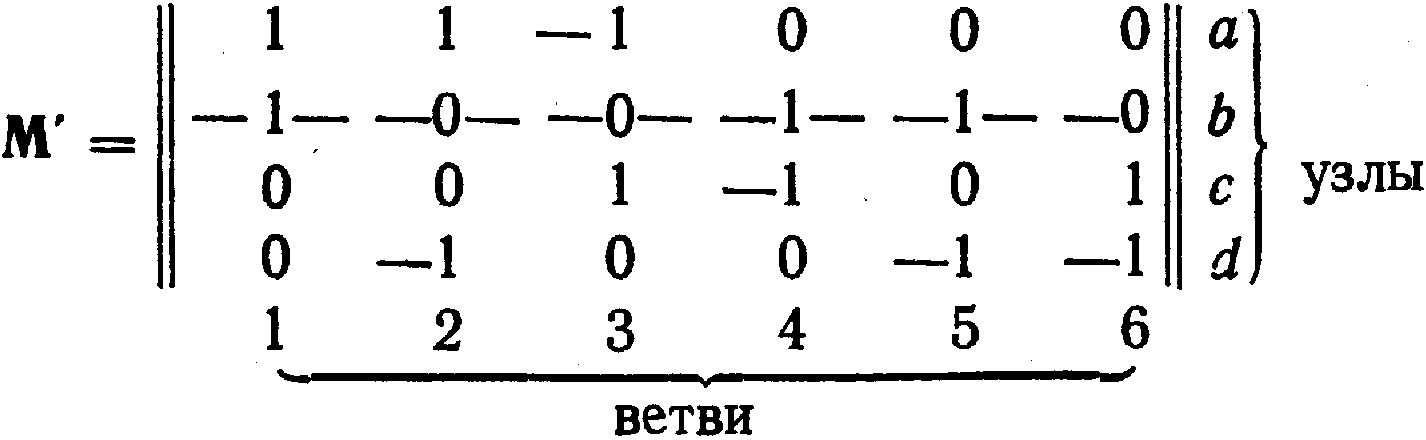 1 1 —1 0 0 0 a
M′ = —1— —0— —0— —1— —1— —0 b
0 0 1 —1 0 1 c узлы
0 —1 0 0 —1 —1 d
1 2 3 4 5 6
ветви